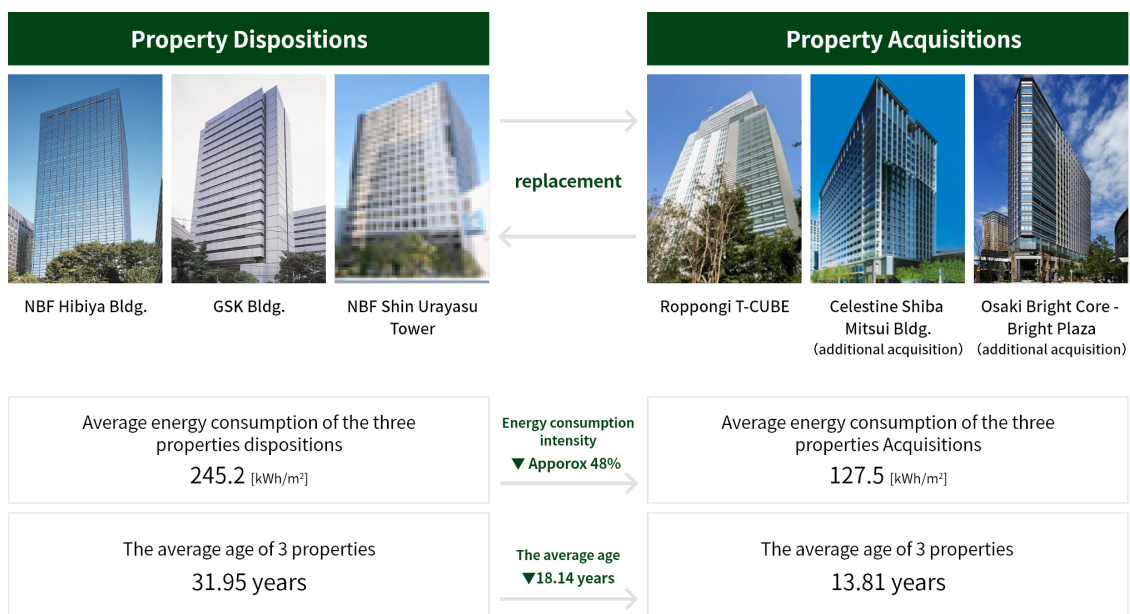 Property Dispositions
Property Acquisitions
replacement
NBF Hibiya Bldg.
GSK Bldg.
NBF Shin Urayasu
Tower
Roppongi T-CUBE
Celestine Shiba
Mitsui Bldg.
(additional acquisition)
Osaki Bright Core -
Bright Plaza
(additional acquisition)
Average energy consumption of the three
properties dispositions
245.2 [kWh/m²]
Energy consumption
intensity
▼ Apporox 48%
Average energy consumption of the three
properties Acquisitions
127.5 [kWh/m²]
The average age of 3 properties
31.95 years
The average age
▼18.14 years
The average age of 3 properties
13.81 years